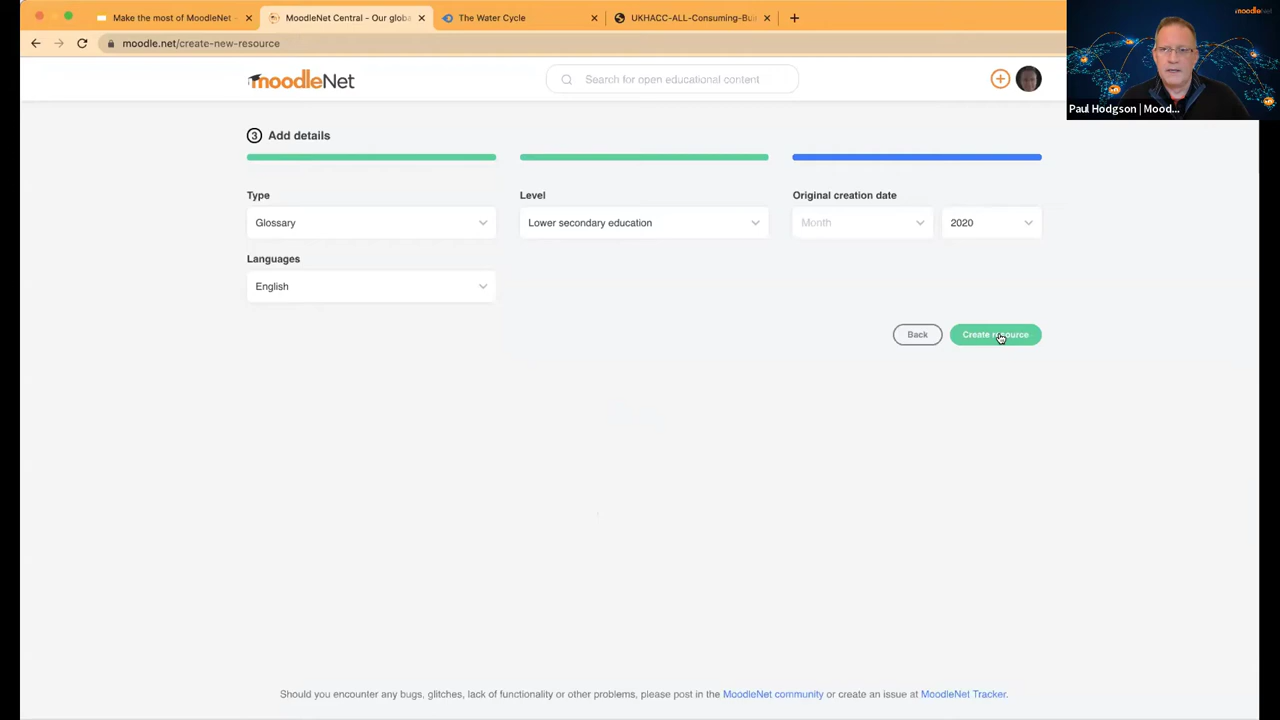 Make the most of MoodleNet -
MoodleNet Central - Our globa
The Water Cycle
UKHACC-ALL-Consuming-Bui
moodle.net/create-new-resource
moodleNet
Search for open educational content
Paul Hodgson | Mood...
3 Add details
Type
Level
Original creation date
Glossary
Lower secondary education
Month
2020
Languages
English
Back
Create resource
Should you encounter any bugs, glitches, lack of functionality or other problems, please post in the MoodleNet community or create an issue at MoodleNet Tracker.